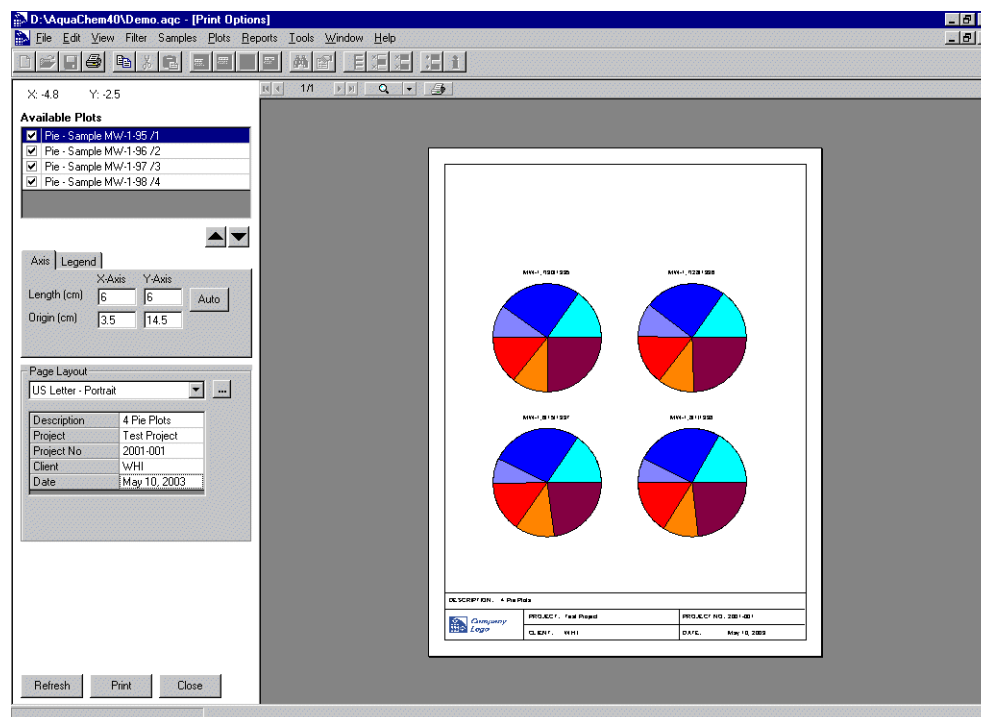 D:\AquaChem40\Demo.aqc - [Print Options]
File Edit View Filter Samples Plots Reports Tools Window Help
1/1
X: -4.8 Y: -2.5
Available Plots
Pie - Sample MW-1-95 /1
Pie - Sample MW-1-96 /2
Pie - Sample MW-1-97 /3
Pie - Sample MW-1-98 /4
Axis Legend
X-Axis Y-Axis
Length (cm) 6 6 Auto
Origin (cm) 3.5 14.5
Page Layout
US Letter - Portrait ...
Description 4 Pie Plots
Project Test Project
Project No 2001-001
Client WHI
Date May 10, 2003
Refresh Print Close
DESCRIPTION: 4 Pie Plots
Company Logo
PROJECT: Test Project PROJECT NO.: 2001-001
CLIENT: WHI DATE: May 10, 2003